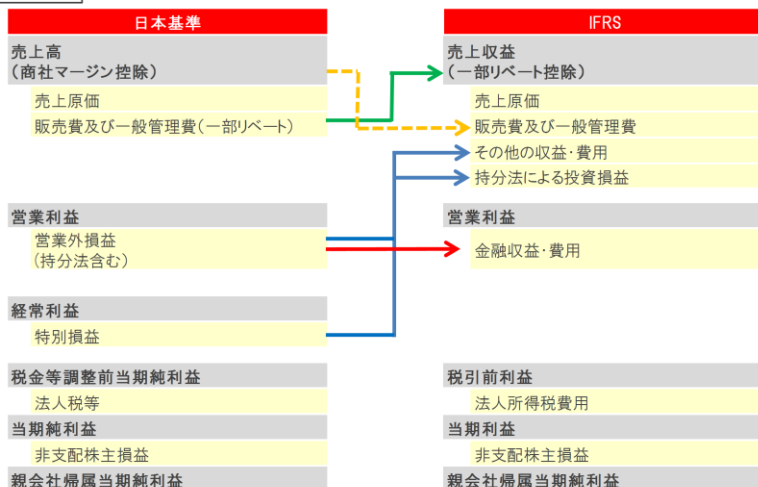 日本基準
売上高
（商社マージン控除）
売上原価
販売費及び一般管理費（一部リベート）
営業利益
営業外損益
(持分法含む)
経常利益
特別損益
税金等調整前当期純利益
法人税等
当期純利益
非支配株主損益
親会社帰属当期純利益
IFRS
売上収益
（一部リベート控除）
売上原価
販売費及び一般管理費
その他の収益・費用
持分法による投資損益
営業利益
金融収益・費用
税引前利益
法人所得税費用
当期利益
非支配株主損益
親会社帰属当期純利益